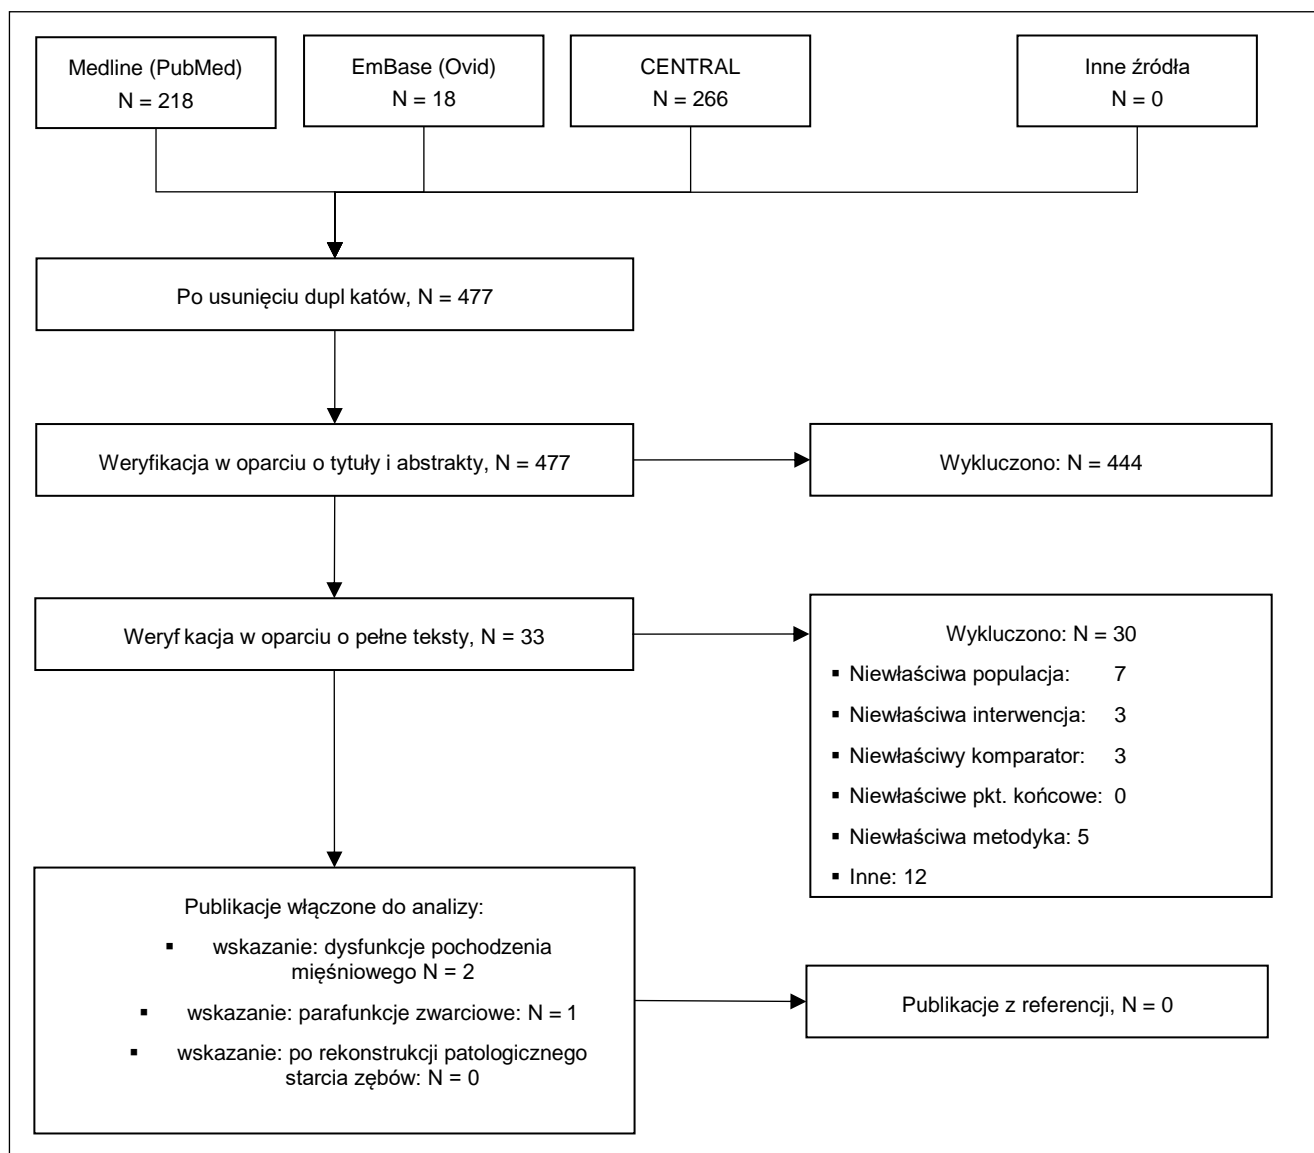 Medline (PubMed)
N = 218
EmBase (Ovid)
N = 18
CENTRAL
N = 266
Inne źródła
N = 0
Po usunięciu dupl katów, N = 477
Weryfikacja w oparciu o tytuły i abstrakty, N = 477
Wykluczono: N = 444
Weryf kacja w oparciu o pełne teksty, N = 33
Wykluczono: N = 30
▪ Niewłaściwa populacja: 7
▪ Niewłaściwa interwencja: 3
▪ Niewłaściwy komparator: 3
▪ Niewłaściwe pkt. końcowe: 0
▪ Niewłaściwa metodyka: 5
▪ Inne: 12
Publikacje włączone do analizy:
▪ wskazanie: dysfunkcje pochodzenia
mięśniowego N = 2
▪ wskazanie: parafunkcje zwarciowe: N = 1
▪ wskazanie: po rekonstrukcji patologicznego
starcia zębów: N = 0
Publikacje z referencji, N = 0